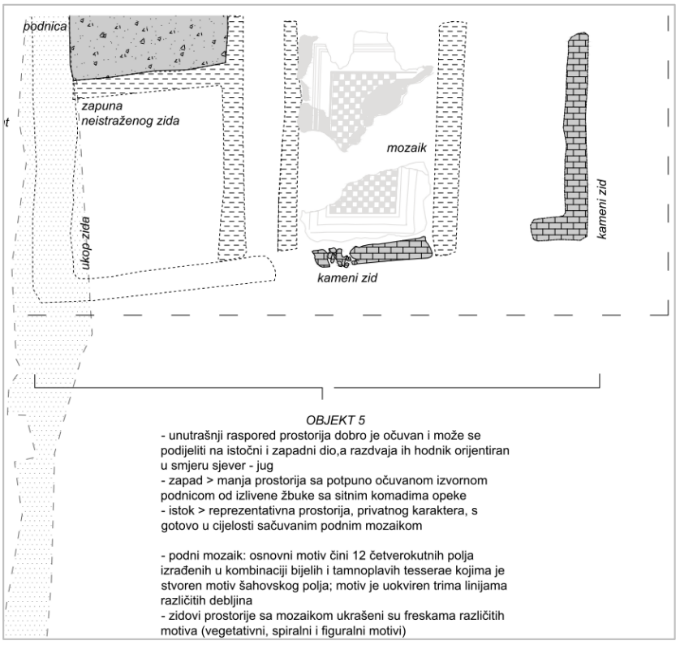 podnica
zapuna
neistraženog zida
mozaik
ukop zida
kameni zid
kameni zid
OBJEKT 5
- unutrašnji raspored prostorija dobro je očuvan i može se
podijeliti na istočni i zapadni dio,a razdvaja ih hodnik orijentiran
u smjeru sjever - jug
- zapad > manja prostorija sa potpuno očuvanom izvornom
podnicom od izlivene žbuke sa sitnim komadima opeke
- istok > reprezentativna prostorija, privatnog karaktera, s
gotovo u cijelosti sačuvanim podnim mozaikom
- podni mozaik: osnovni motiv čini 12 četverokutnih polja
izrađenih u kombinaciji bijelih i tamnoplavih tesserae kojima je
stvoren motiv šahovskog polja; motiv je uokviren trima linijama
različitih debljina
- zidovi prostorije sa mozaikom ukrašeni su freskama različitih
motiva (vegetativni, spiralni i figuralni motivi)